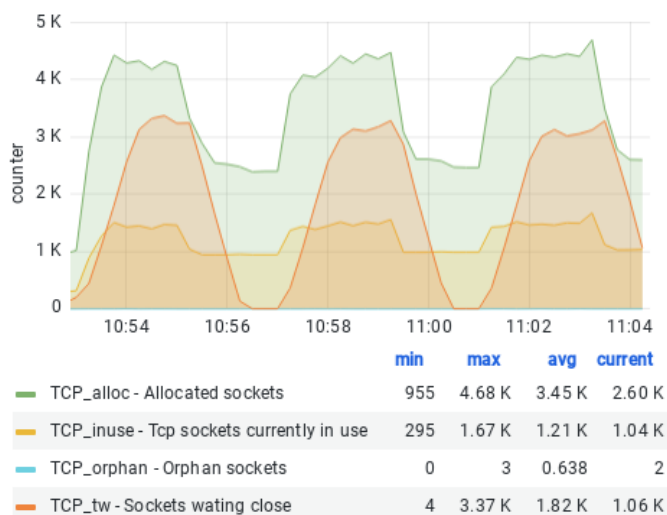 5 K
4 K
3 K
2 K
1 K
0
counter
10:54 10:56 10:58 11:00 11:02 11:04
min max avg current
TCP_alloc - Allocated sockets 955 4.68 K 3.45 K 2.60 K
TCP_inuse - Tcp sockets currently in use 295 1.67 K 1.21 K 1.04 K
TCP_orphan - Orphan sockets 0 3 0.638 2
TCP_tw - Sockets wating close 4 3.37 K 1.82 K 1.06 K